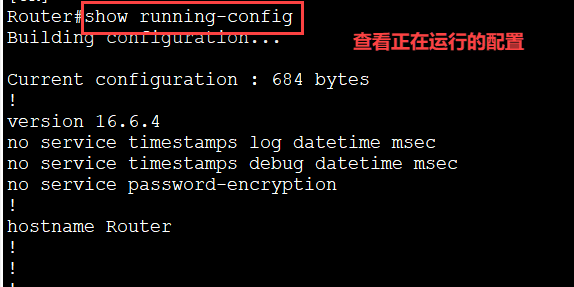 Router#show running-config
Building configuration...
查看正在运行的配置
Current configuration : 684 bytes
!
version 16.6.4
no service timestamps log datetime msec
no service timestamps debug datetime msec
no service password-encryption
!
hostname Router
!
!
!